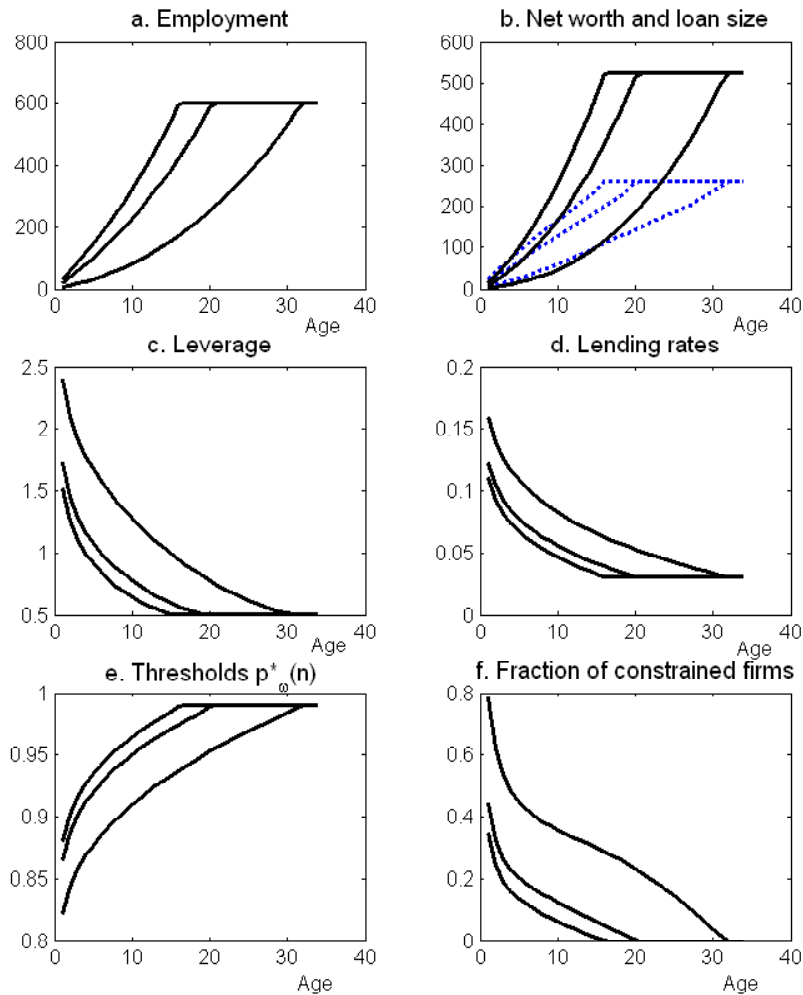 a. Employment
800
600
400
200
0
0 10 20 30 40
Age
b. Net worth and loan size
600
500
400
300
200
100
0
0 10 20 30 40
Age
c. Leverage
2.5
2
1.5
1
0.5
0 10 20 30 40
Age
d. Lending rates
0.2
0.15
0.1
0.05
0
0 10 20 30 40
Age
e. Thresholds p*ω(n)
1
0.95
0.9
0.85
0.8
0 10 20 30 40
Age
f. Fraction of constrained firms
0.8
0.6
0.4
0.2
0
0 10 20 30 40
Age